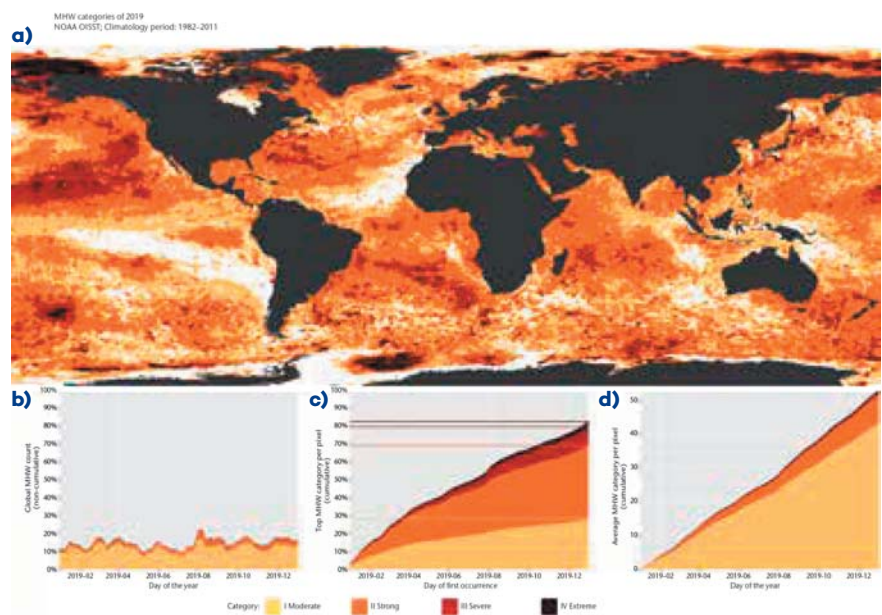 MHW categories of 2019
NOAA OISST; Climatology period: 1982–2011
a)
b)
Global MHW count
(non-cumulative)
100%
90%
80%
70%
60%
50%
40%
30%
20%
10%
0%
2019-02 2019-04 2019-06 2019-08 2019-10 2019-12
Day of the year
c)
Top MHW category per pixel
(cumulative)
100%
90%
80%
70%
60%
50%
40%
30%
20%
10%
0%
2019-02 2019-04 2019-06 2019-08 2019-10 2019-12
Day of first occurrence
d)
Average MHW category per pixel
(cumulative)
50
40
30
20
10
0
2019-02 2019-04 2019-06 2019-08 2019-10 2019-12
Day of the year
Category: I Moderate II Strong III Severe IV Extreme